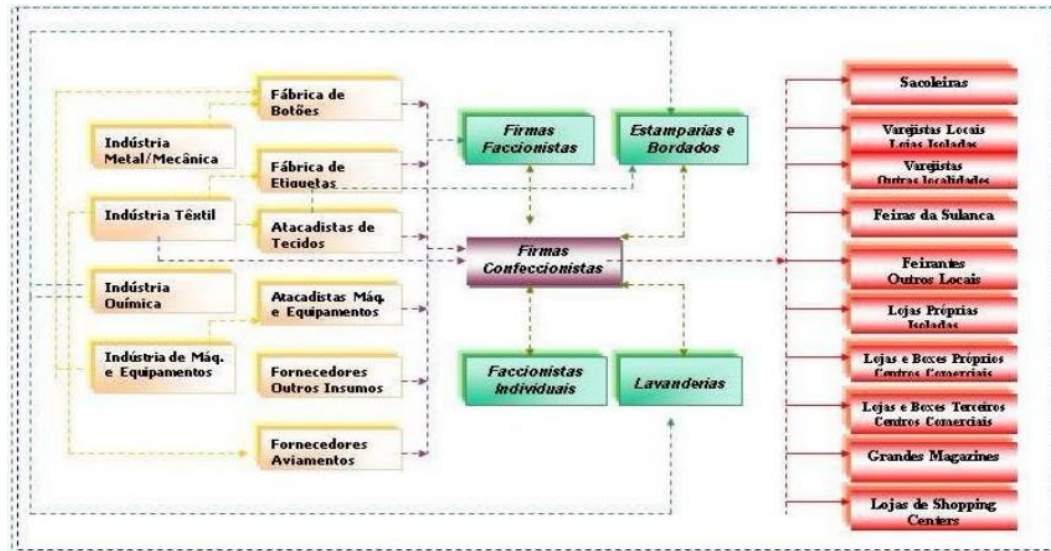 Indústria
Metal/Mecânica
Indústria Têxtil
Indústria
Química
Indústria de Máq.
e Equipamentos
Fábrica de
Botões
Fábrica de
Etiquetas
Atacadistas de
Tecidos
Atacadistas Máq.
e Equipamentos
Fornecedores
Outros Insumos
Fornecedores
Aviamentos
Firmas
Faccionistas
Estamparias e
Bordados
Firmas
Confeccionistas
Faccionistas
Individuais
Lavanderias
Sacoleiras
Varejistas Locais
Lojas Isoladas
Varejistas
Outras localidades
Feiras da Sulanca
Feirantes
Outros Locais
Lojas Próprias
Isoladas
Lojas e Boxes Próprios
Centros Comerciais
Lojas e Boxes Terceiros
Centros Comerciais
Grandes Magazines
Lojas de Shopping
Centers